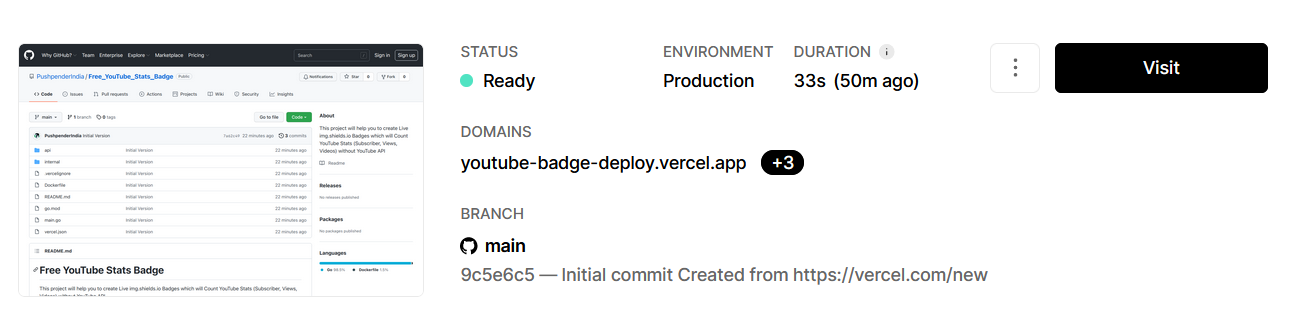 Why GitHub? Team Enterprise Explore Marketplace Pricing Search Sign in Sign up
PushpenderIndia / Free_YouTube_Stats_Badge Public Notifications Star 0 Fork 0
Code Issues Pull requests Actions Projects Wiki Security Insights
main 1 branch 0 tags Go to file Code
PushpenderIndia Initial Version 22 minutes ago 3 commits
api Initial Version 22 minutes ago
internal Initial Version 22 minutes ago
.vercelignore Initial Version 22 minutes ago
Dockerfile Initial Version 22 minutes ago
README.md Initial Version 22 minutes ago
go.mod Initial Version 22 minutes ago
main.go Initial Version 22 minutes ago
vercel.json Initial Version 22 minutes ago
README.md
Free YouTube Stats Badge
This project will help you to create Live img.shields.io Badges which will Count YouTube Stats (Subscriber, Views,
Videos) without YouTube API
About
This project will help you to create Live
img.shields.io Badges which will Count
YouTube Stats (Subscriber, Views,
Videos) without YouTube API
Readme
Releases
No releases published
Packages
No packages published
Languages
Go Dockerfile
STATUS ENVIRONMENT DURATION
Ready Production 33s (50m ago)
Visit
DOMAINS
youtube-badge-deploy.vercel.app +3
BRANCH
main
9c5e6c5 — Initial commit Created from https://vercel.com/new